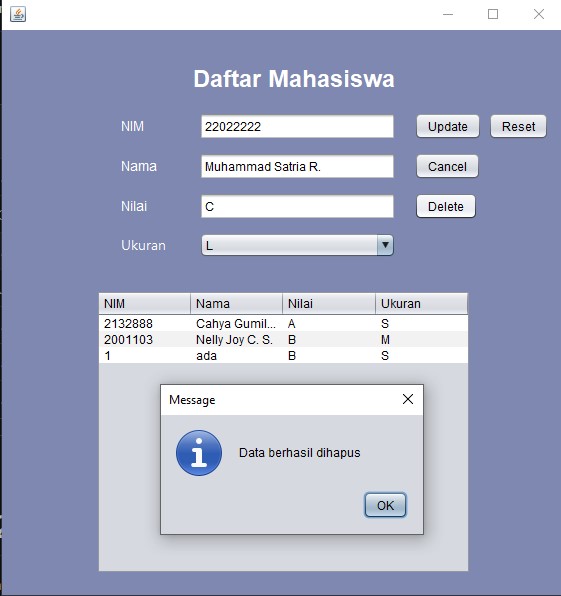 Daftar Mahasiswa
NIM 22022222 Update Reset
Nama Muhammad Satria R. Cancel
Nilai C Delete
Ukuran L
NIM Nama Nilai Ukuran
2132888 Cahya Gumil... A S
2001103 Nelly Joy C. S. B M
1 ada B S
Message
Data berhasil dihapus
OK